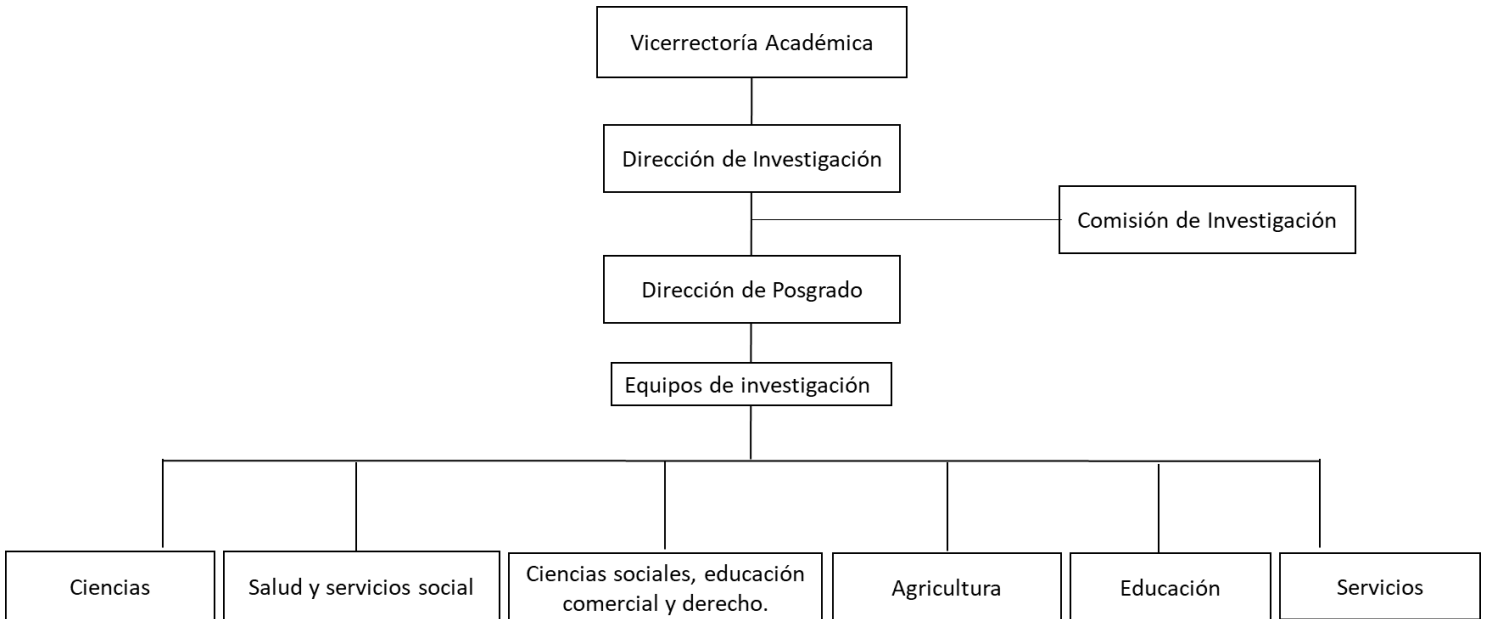 Vicerrectoría Académica
Dirección de Investigación
Comisión de Investigación
Dirección de Posgrado
Equipos de investigación
Ciencias
Salud y servicios social
Ciencias sociales, educación
comercial y derecho.
Agricultura
Educación
Servicios